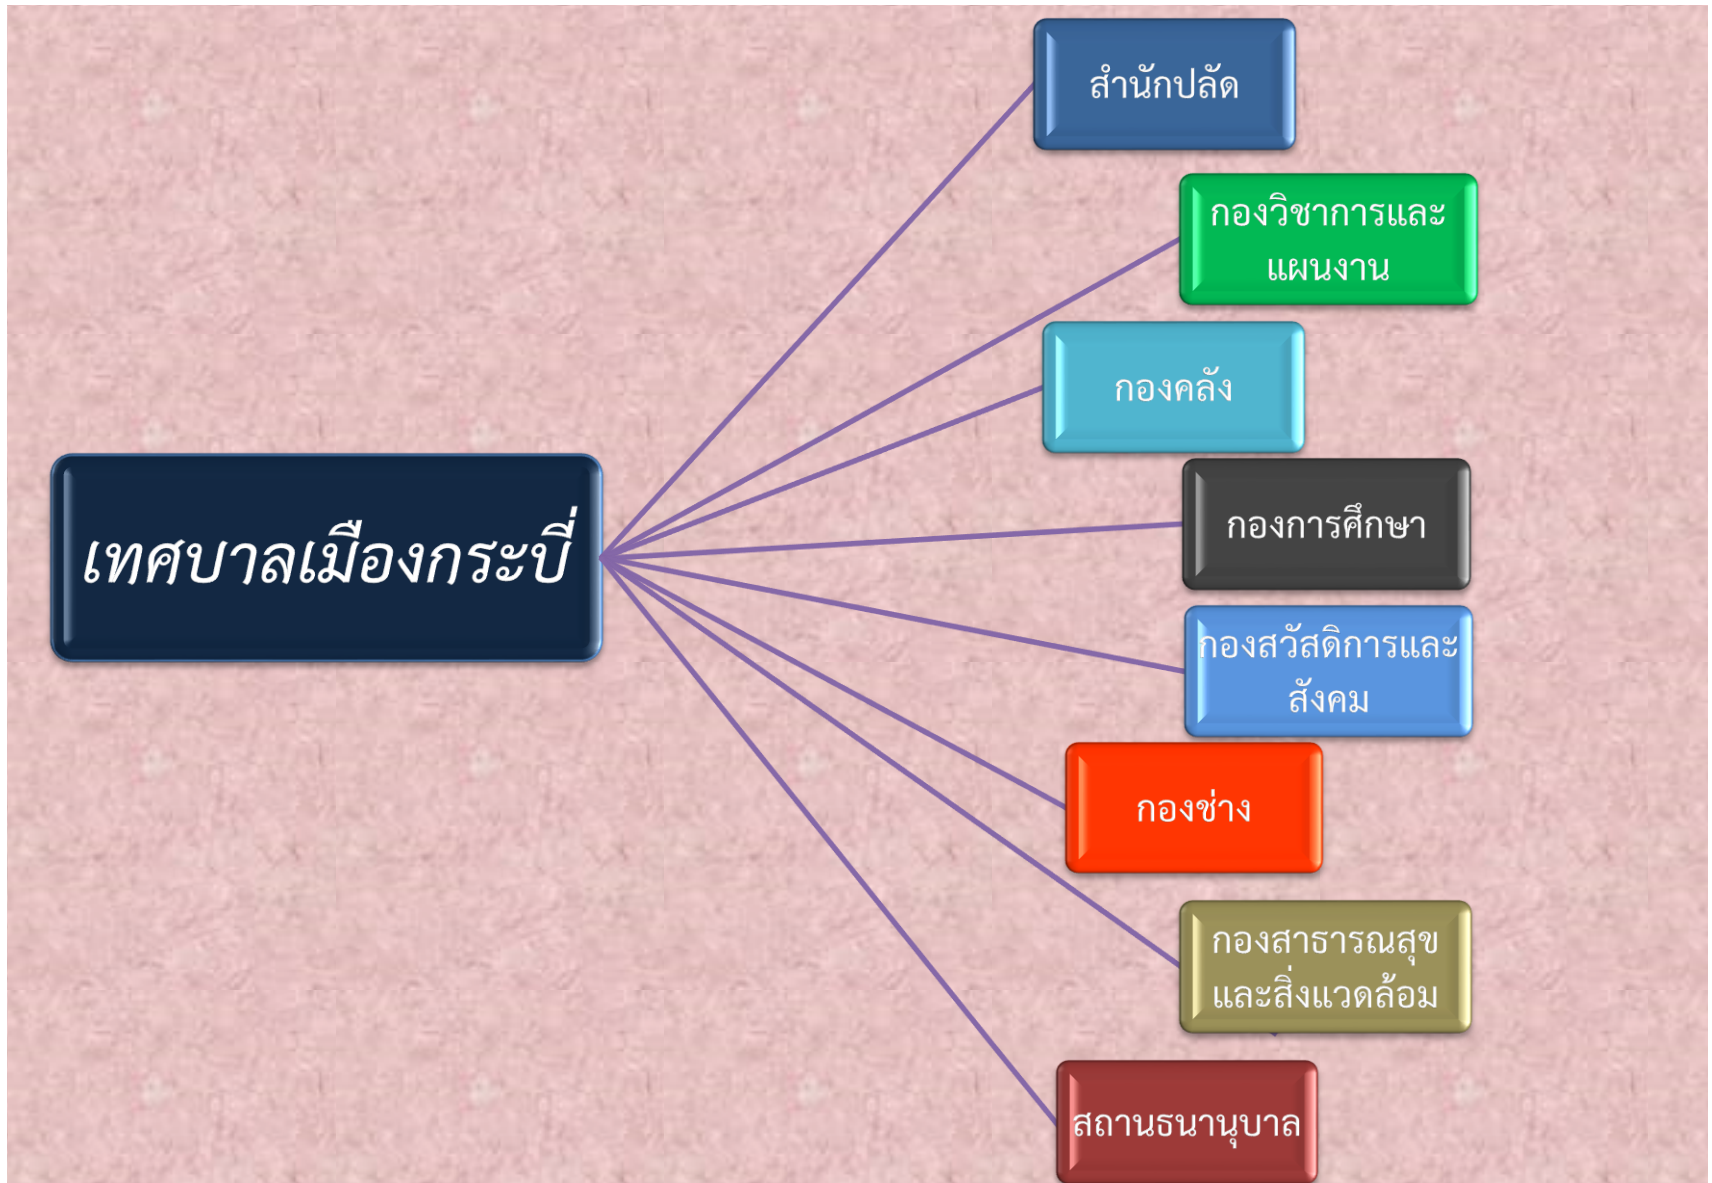 สำนักปลัด
กองวิชาการและ
แผนงาน
กองคลัง
เทศบาลเมืองกระบี่
กองการศึกษา
กองสวัสดิการและ
สังคม
กองช่าง
กองสาธารณสุข
และสิ่งแวดล้อม
สถานธนานุบาล